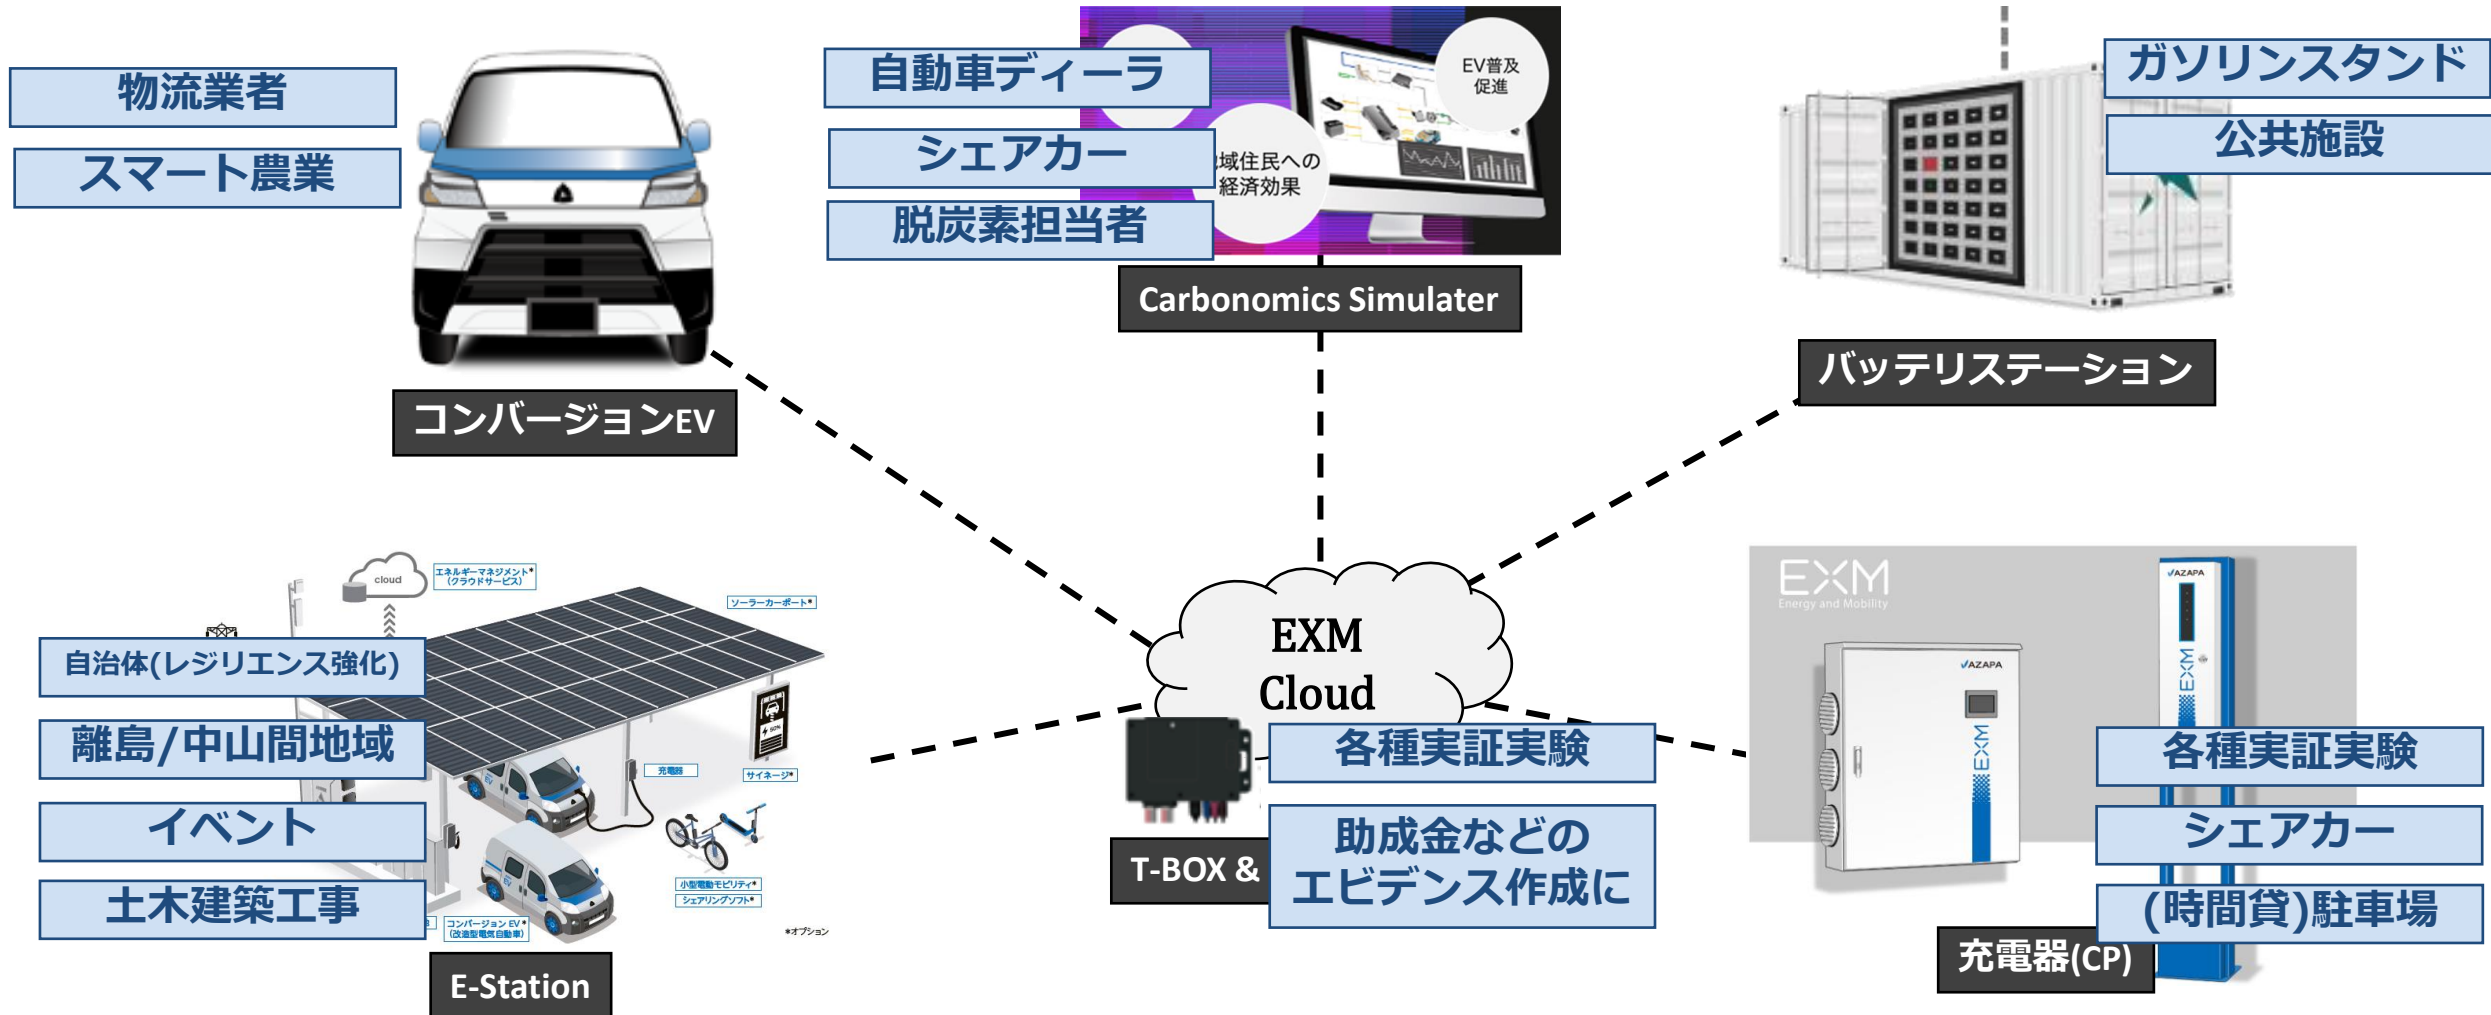 物流業者
スマート農業
コンバージョンEV
自動車ディーラ
シェアカー
脱炭素担当者
EV普及
促進
域住民への
経済効果
Carbonomics Simulater
ガソリンスタンド
公共施設
バッテリステーション
EXM
Cloud
cloud
エネルギーマネジメント*
(クラウドサービス)
ソーラーカーポート*
自治体(レジリエンス強化)
離島/中山間地域
イベント
土木建築工事
EV
EV
充電器
50%
サイネージ*
小型電動モビリティ*
シェアリングソフト*
コンバージョン EV*
(改造型電気自動車)
*オプション
E-Station
各種実証実験
助成金などの
エビデンス作成に
T-BOX &
EXM
Energy and Mobility
AZAPA
EXM
AZAPA
EXM
各種実証実験
シェアカー
(時間貸)駐車場
充電器(CP)